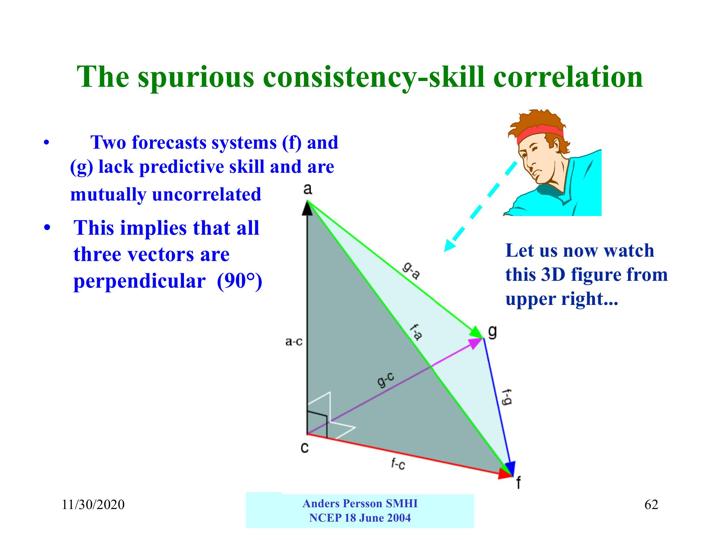 The spurious consistency-skill correlation
• Two forecasts systems (f) and
(g) lack predictive skill and are
mutually uncorrelated
• This implies that all
three vectors are
perpendicular (90°)
a
g-a
f-a
g
a-c
g-c
f-g
c
f-c
f
Let us now watch
this 3D figure from
upper right...
11/30/2020
Anders Persson SMHI
NCEP 18 June 2004
62